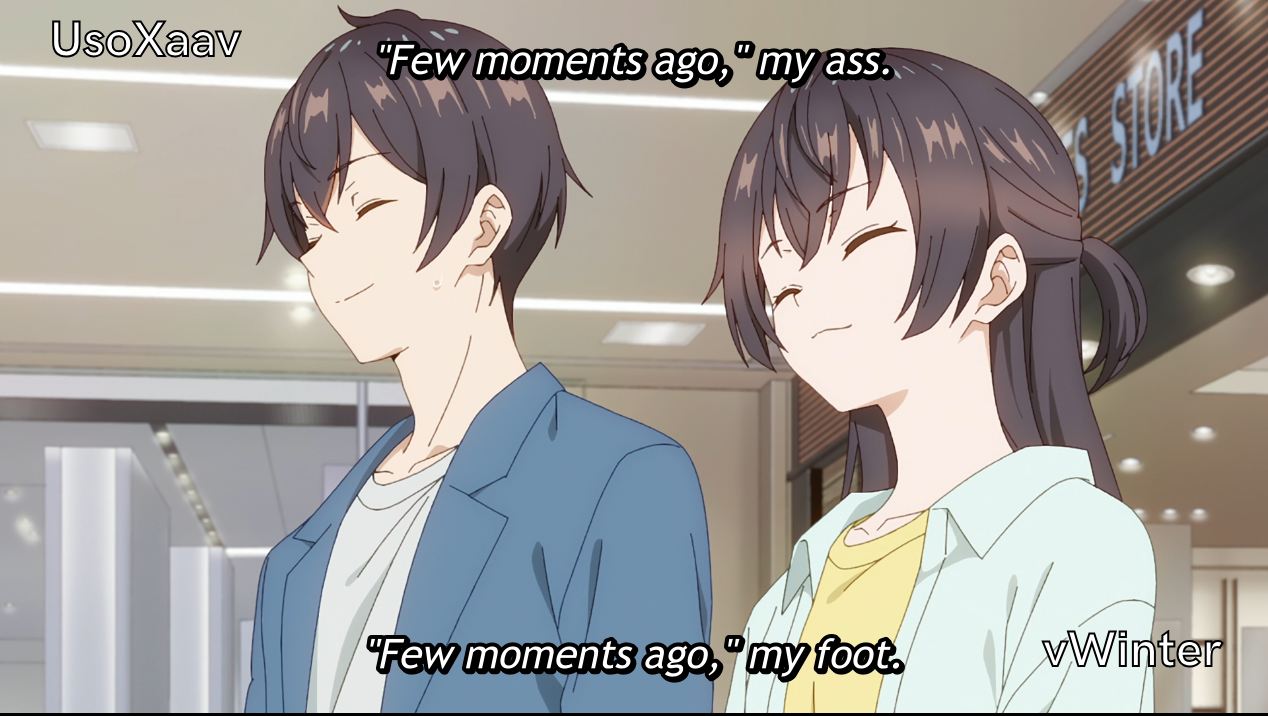 UsoXaav
"Few moments ago," my ass.
S STORE
"Few moments ago," my foot.
vWinter